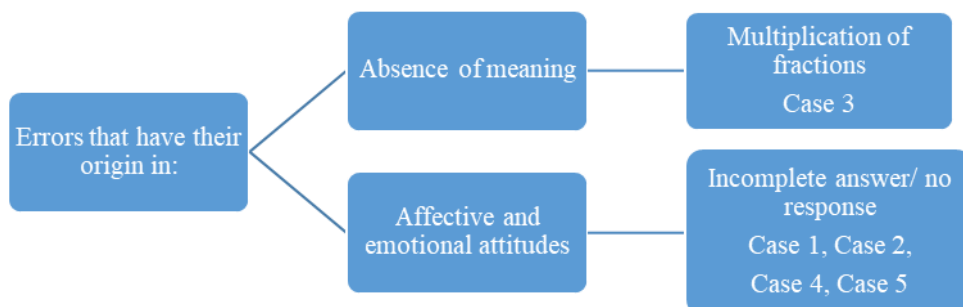 Errors that have their
origin in:
Absence of meaning
Multiplication of
fractions
Case 3
Affective and
emotional attitudes
Incomplete answer/ no
response
Case 1, Case 2,
Case 4, Case 5